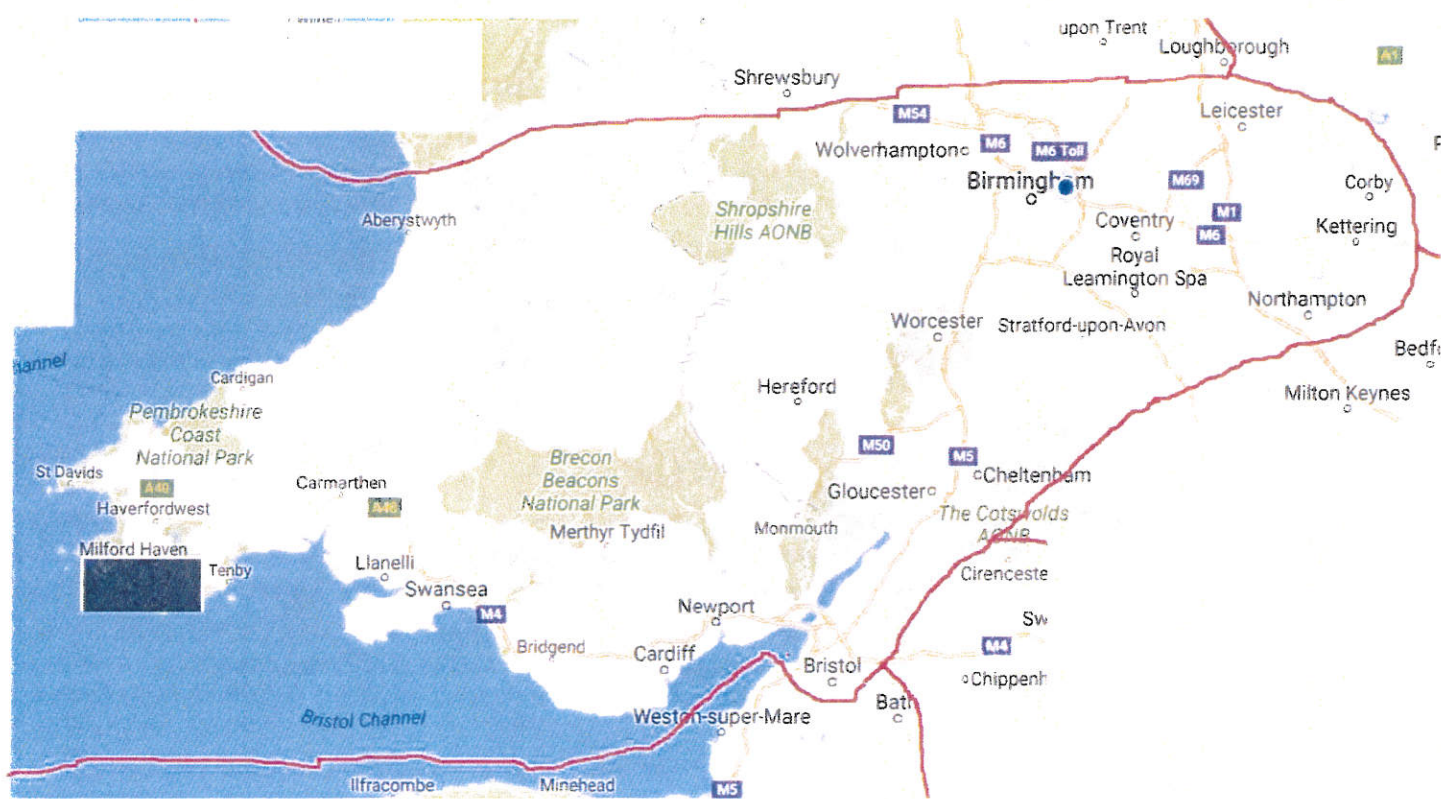 upon Trent
Loughborough
A1
Shrewsbury
M54
Leicester
Wolverhampton
M6
M6 Toll
Birmingham
M69
Corby
Aberystwyth
Shropshire
Hills AONB
Coventry
M1
M6
Kettering
Royal
Leamington Spa
Northampton
Worcester
Stratford-upon-Avon
hannel
Bedf
Cardigan
Hereford
Milton Keynes
Pembrokeshire
Coast
National Park
M50
M5
Cheltenham
St Davids
A40
Carmarthen
Brecon
Beacons
National Park
Gloucester
Haverfordwest
The Cotswolds
AONB
Merthyr Tydfil
Monmouth
Milford Haven
Llanelli
Tenby
Cirenceste
Swansea
M4
Newport
Sw
Bridgend
Cardiff
Bristol
M4
Chippenh
Bath
Bristol Channel
Weston-super-Mare
Ilfracombe
Minehead
M5